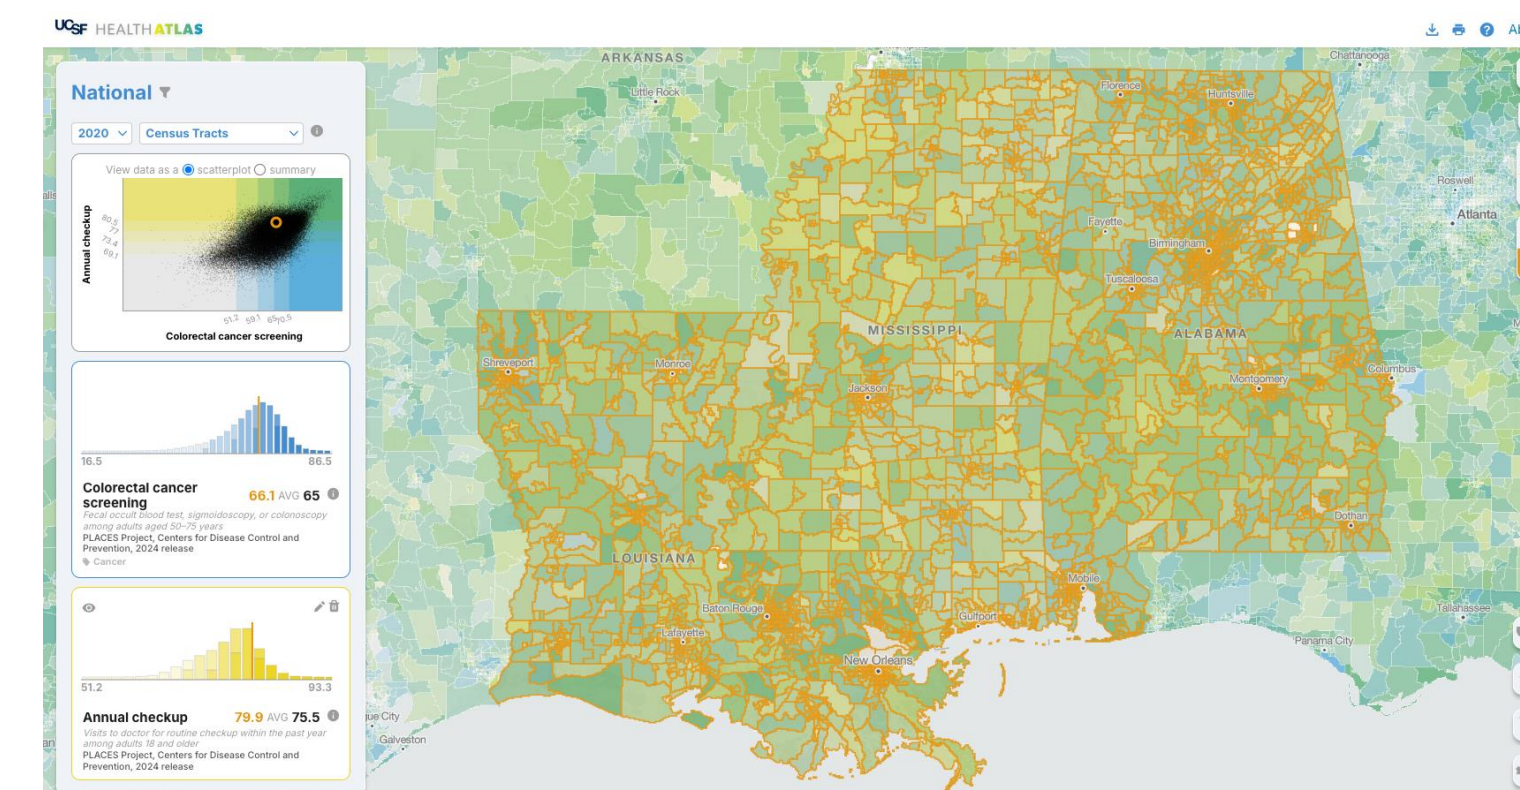 UCSF HEALTH ATLAS
National
2020
Census Tracts
View data as a scatterplot summary
Annual checkup
80.5
77
73.4
69.1
51.2 59.1 65 70.5
Colorectal cancer screening
16.5 86.5
Colorectal cancer
screening
66.1 AVG 65
Fecal occult blood test, sigmoidoscopy, or colonoscopy
among adults aged 50–75 years
PLACES Project, Centers for Disease Control and
Prevention, 2024 release
Cancer
51.2 93.3
Annual checkup 79.9 AVG 75.5
Visits to doctor for routine checkup within the past year
among adults 18 and older
PLACES Project, Centers for Disease Control and
Prevention, 2024 release
ARKANSAS
Little Rock
Chattanooga
Florence
Huntsville
Roswell
Atlanta
Fayette
Birmingham
Tuscaloosa
MISSISSIPPI
ALABAMA
Shreveport
Monroe
Jackson
Montgomery
Columbus
Dothan
LOUISIANA
Mobile
Baton Rouge
Gulfport
Tallahassee
Lafayette
Panama City
New Orleans
Galveston